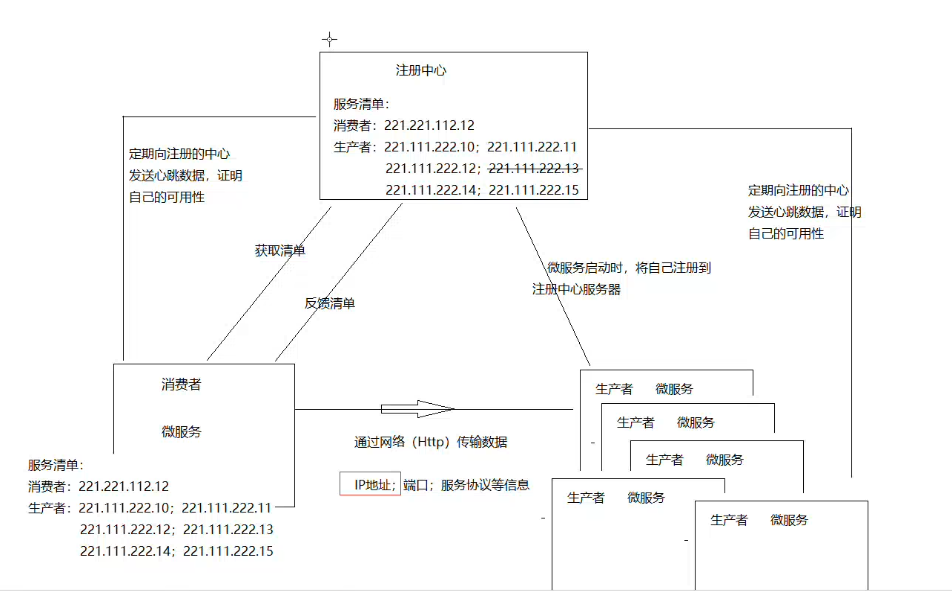 注册中心
服务清单：
消费者：221.221.112.12
生产者：221.111.222.10；221.111.222.11
221.111.222.12；221.111.222.13
221.111.222.14；221.111.222.15
定期向注册的中心
发送心跳数据，证明
自己的可用性
定期向注册的中心
发送心跳数据，证明
自己的可用性
获取清单
反馈清单
微服务启动时，将自己注册到
注册中心服务器
消费者
微服务
服务清单：
消费者：221.221.112.12
生产者：221.111.222.10；221.111.222.11
221.111.222.12；221.111.222.13
221.111.222.14；221.111.222.15
通过网络（Http）传输数据
IP地址；端口；服务协议等信息
生产者 微服务
生产者 微服务
生产者 微服务
生产者 微服务
生产者 微服务